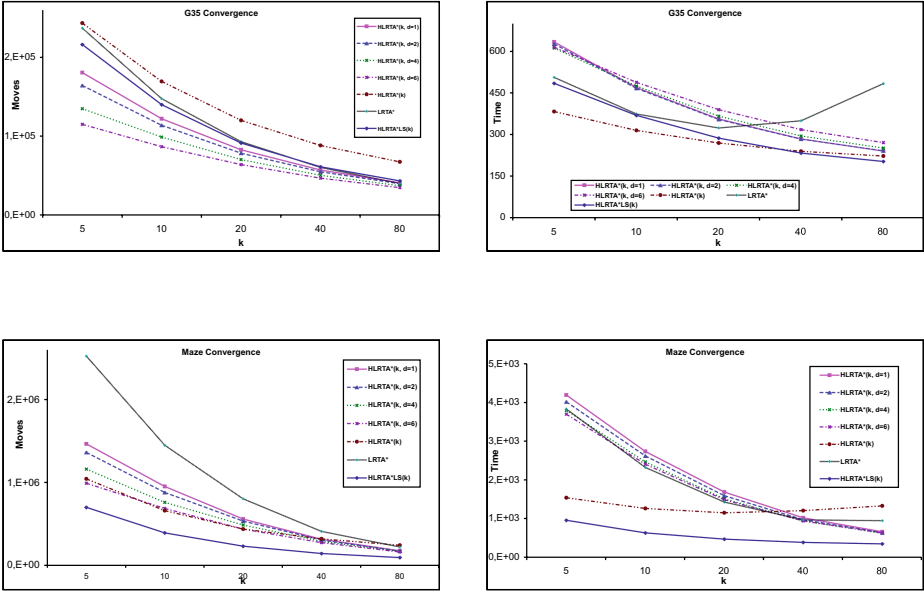 G35 Convergence
Moves
2,E+05
1,E+05
0,E+00
5 10 20 40 80
k
HLRTA*(k, d=1)
HLRTA*(k, d=2)
HLRTA*(k, d=4)
HLRTA*(k, d=6)
HLRTA*(k)
LRTA*
HLRTA*LS(k)
G35 Convergence
Time
600
450
300
150
0
HLRTA*(k, d=1) HLRTA*(k, d=2) HLRTA*(k, d=4)
HLRTA*(k, d=6) HLRTA*(k) LRTA*
HLRTA*LS(k)
5 10 20 40 80
k
Maze Convergence
Moves
2,E+06
1,E+06
0,E+00
5 10 20 40 80
k
HLRTA*(k, d=1)
HLRTA*(k, d=2)
HLRTA*(k, d=4)
HLRTA*(k, d=6)
HLRTA*(k)
LRTA*
HLRTA*LS(k)
Maze Convergence
Time
5,E+03
4,E+03
3,E+03
2,E+03
1,E+03
0,E+00
5 10 20 40 80
k
HLRTA*(k, d=1)
HLRTA*(k, d=2)
HLRTA*(k, d=4)
HLRTA*(k, d=6)
HLRTA*(k)
LRTA*
HLRTA*LS(k)